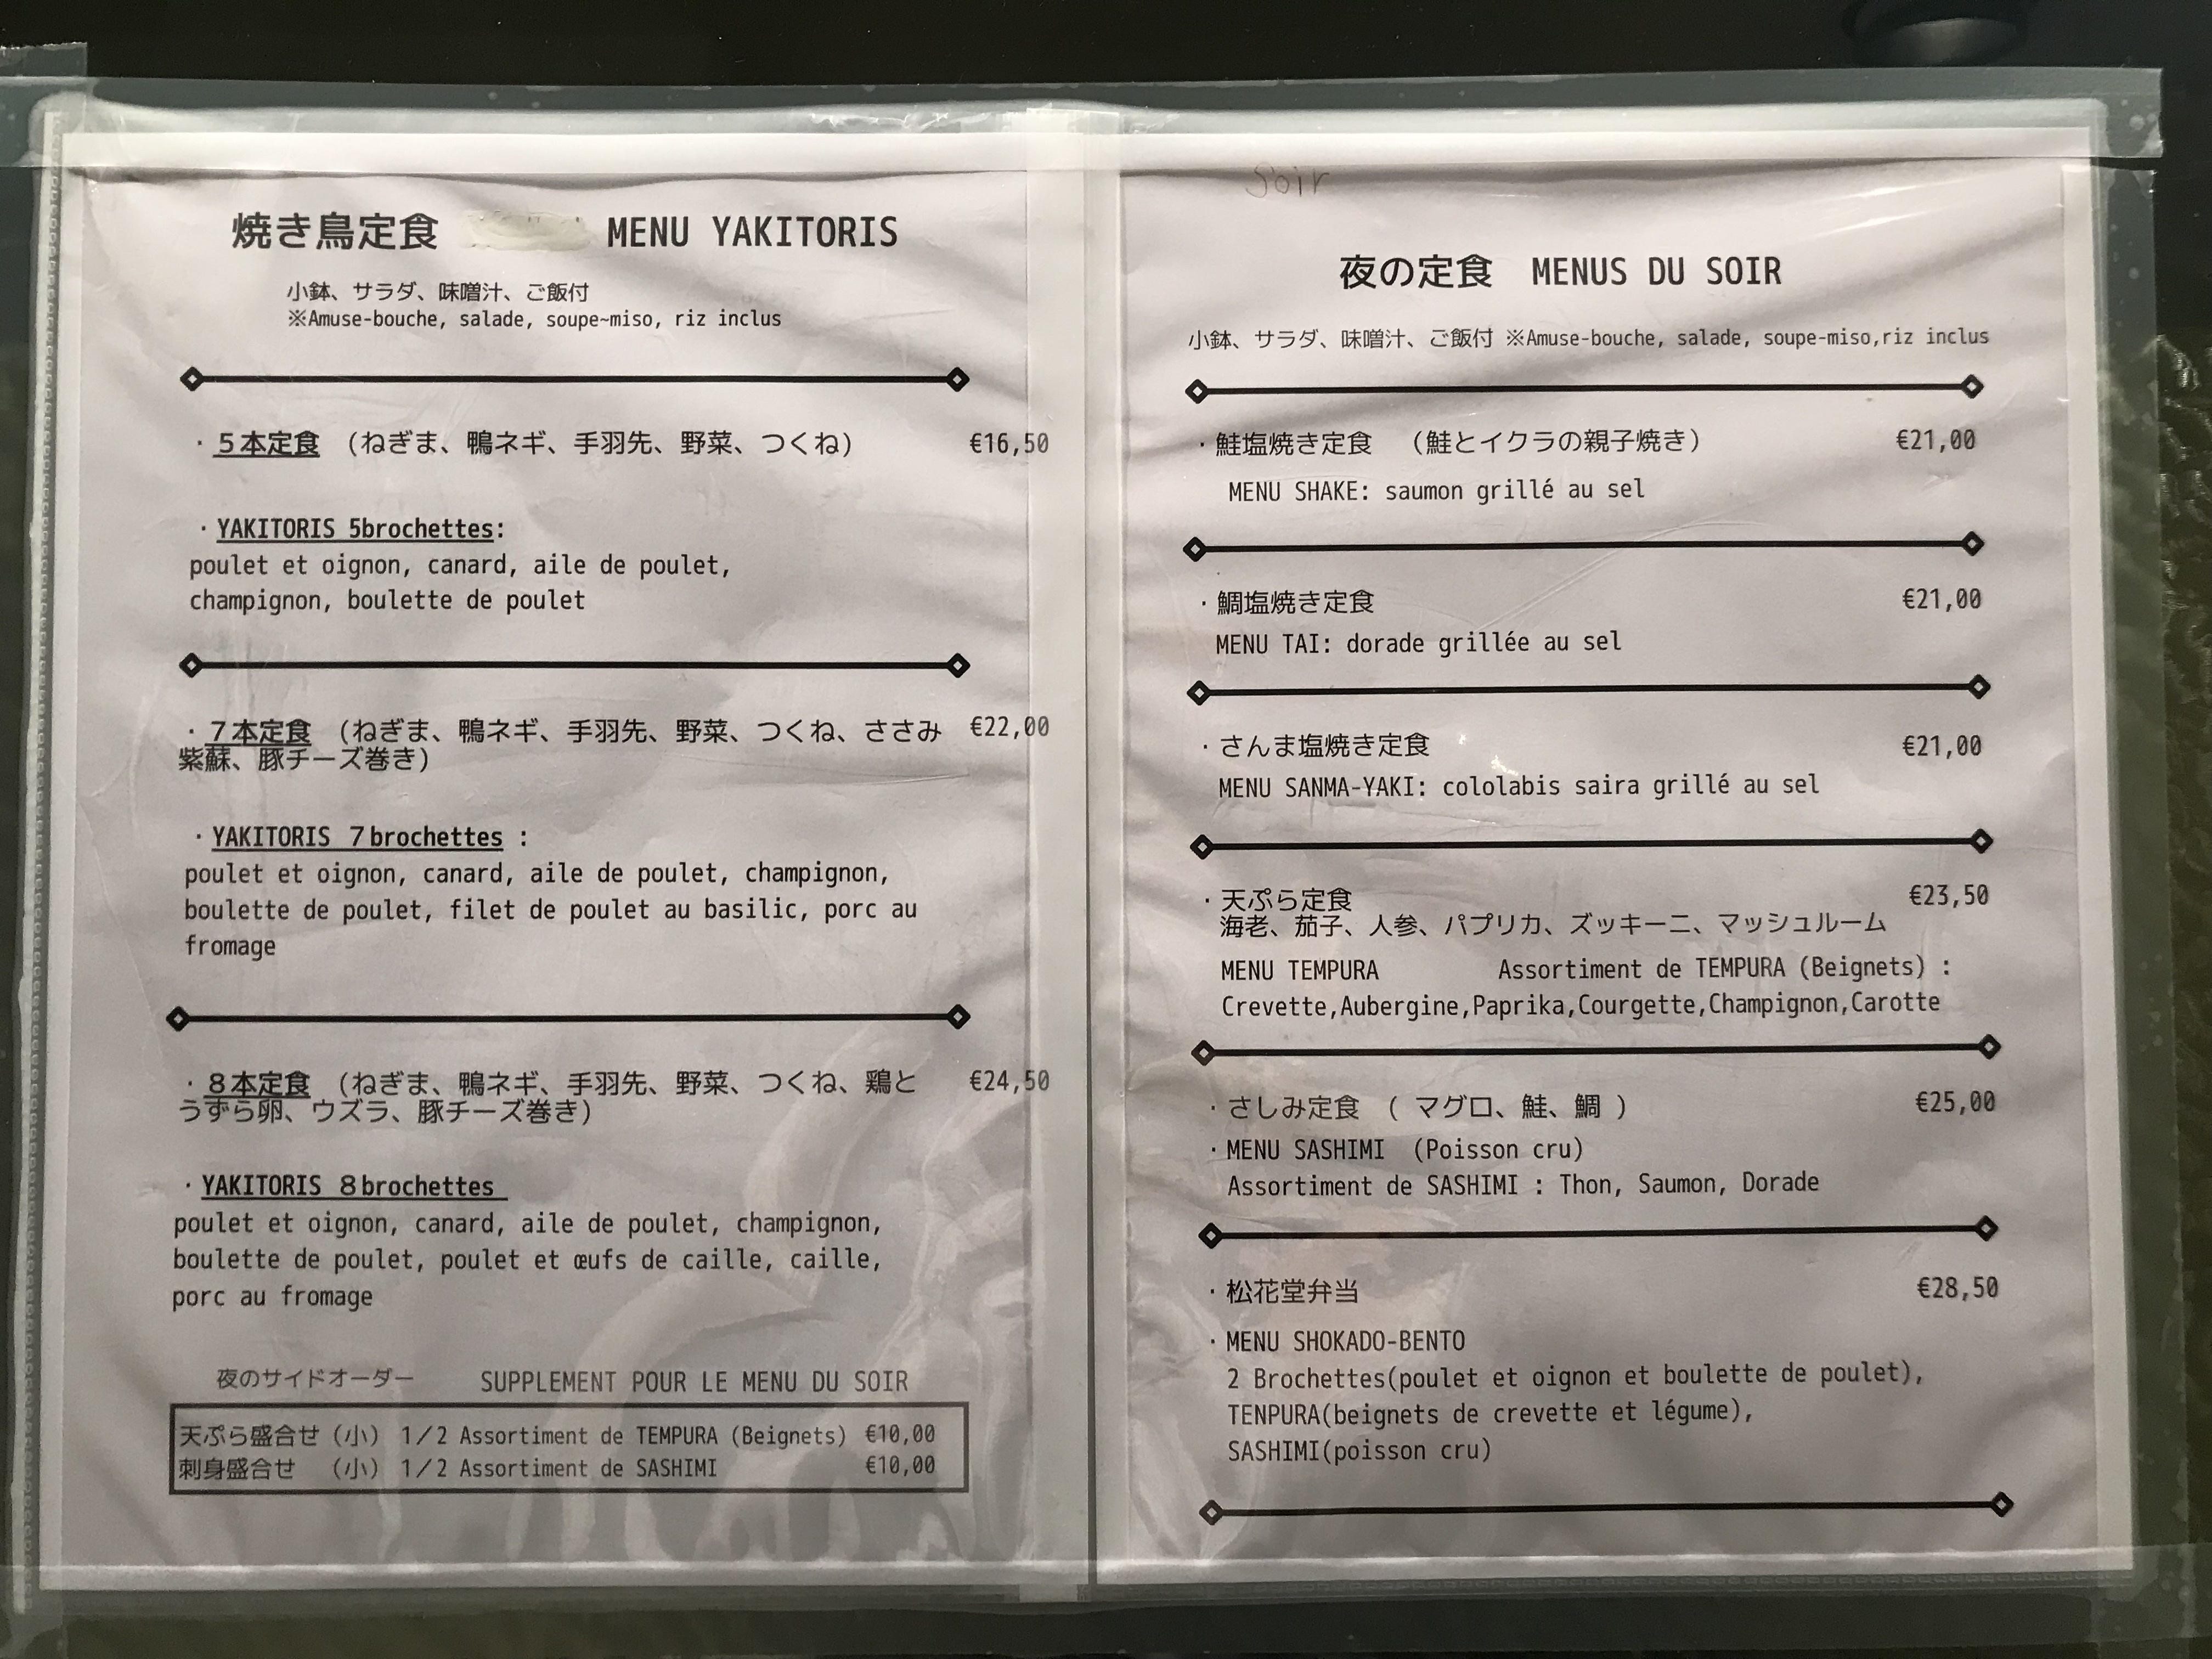 焼き鳥定食 MENU YAKITORIS
小鉢、サラダ、味噌汁、ご飯付
※Amuse-bouche, salade, soupe~miso, riz inclus
・５本定食 (ねぎま、鴨ネギ、手羽先、野菜、つくね) €16,50
・YAKITORIS 5brochettes:
poulet et oignon, canard, aile de poulet,
champignon, boulette de poulet
・７本定食 (ねぎま、鴨ネギ、手羽先、野菜、つくね、ささみ €22,00
紫蘇、豚チーズ巻き)
・YAKITORIS ７brochettes :
poulet et oignon, canard, aile de poulet, champignon,
boulette de poulet, filet de poulet au basilic, porc au
fromage
・８本定食 (ねぎま、鴨ネギ、手羽先、野菜、つくね、鶏と €24,50
うずら卵、ウズラ、豚チーズ巻き)
・YAKITORIS ８brochettes
poulet et oignon, canard, aile de poulet, champignon,
boulette de poulet, poulet et œufs de caille, caille,
porc au fromage
夜のサイドオーダー SUPPLEMENT POUR LE MENU DU SOIR
天ぷら盛合せ（小） 1／2 Assortiment de TEMPURA (Beignets) €10,00
刺身盛合せ （小） 1／2 Assortiment de SASHIMI €10,00
Soir
夜の定食 MENUS DU SOIR
小鉢、サラダ、味噌汁、ご飯付 ※Amuse-bouche, salade, soupe-miso,riz inclus
・鮭塩焼き定食 （鮭とイクラの親子焼き） €21,00
MENU SHAKE: saumon grillé au sel
・鯛塩焼き定食 €21,00
MENU TAI: dorade grillée au sel
・さんま塩焼き定食 €21,00
MENU SANMA-YAKI: cololabis saira grillé au sel
・天ぷら定食 €23,50
海老、茄子、人参、パプリカ、ズッキーニ、マッシュルーム
MENU TEMPURA Assortiment de TEMPURA (Beignets) :
Crevette,Aubergine,Paprika,Courgette,Champignon,Carotte
・さしみ定食 ( マグロ、鮭、鯛 ) €25,00
・MENU SASHIMI (Poisson cru)
Assortiment de SASHIMI : Thon, Saumon, Dorade
・松花堂弁当 €28,50
・MENU SHOKADO-BENTO
2 Brochettes(poulet et oignon et boulette de poulet),
TENPURA(beignets de crevette et légume),
SASHIMI(poisson cru)